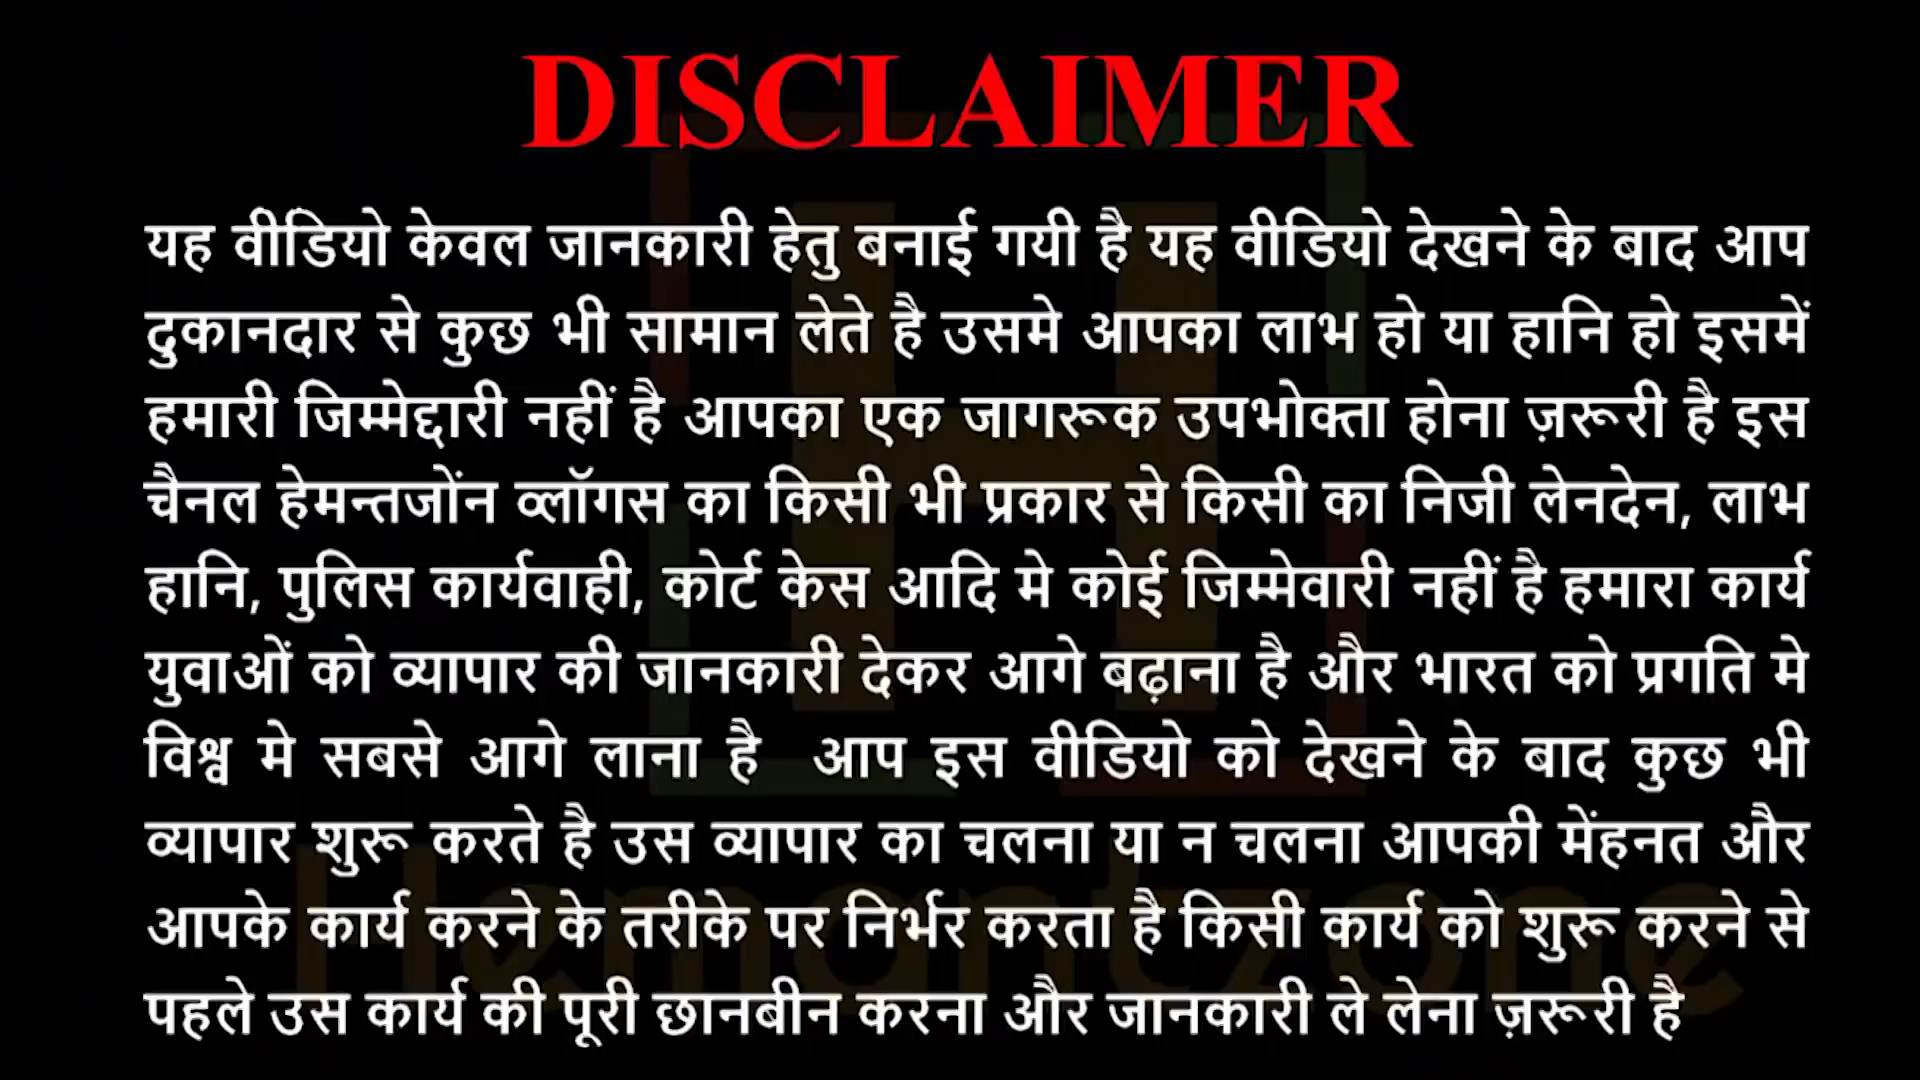 DISCLAIMER
यह वीडियो केवल जानकारी हेतु बनाई गयी है यह वीडियो देखने के बाद आप
दुकानदार से कुछ भी सामान लेते है उसमे आपका लाभ हो या हानि हो इसमें
हमारी जिम्मेद्दारी नहीं है आपका एक जागरूक उपभोक्ता होना ज़रूरी है इस
चैनल हेमन्तजोंन व्लॉगस का किसी भी प्रकार से किसी का निजी लेनदेन, लाभ
हानि, पुलिस कार्यवाही, कोर्ट केस आदि मे कोई जिम्मेवारी नहीं है हमारा कार्य
युवाओं को व्यापार की जानकारी देकर आगे बढ़ाना है और भारत को प्रगति मे
विश्व मे सबसे आगे लाना है आप इस वीडियो को देखने के बाद कुछ भी
व्यापार शुरू करते है उस व्यापार का चलना या न चलना आपकी मेंहनत और
आपके कार्य करने के तरीके पर निर्भर करता है किसी कार्य को शुरू करने से
पहले उस कार्य की पूरी छानबीन करना और जानकारी ले लेना ज़रूरी है
Hemantzone